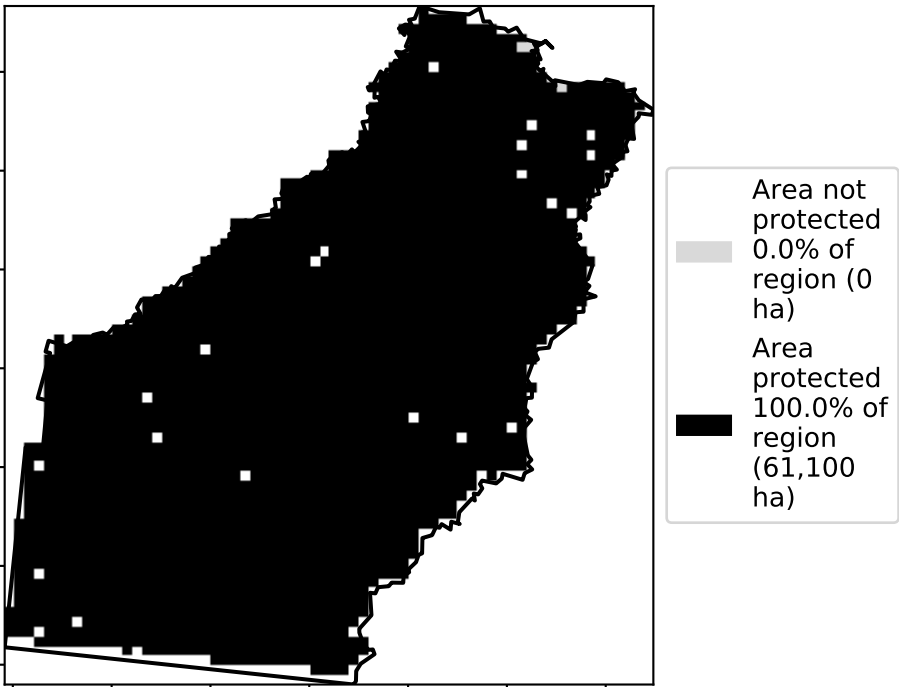 Area not
protected
0.0% of
region (0
ha)
Area
protected
100.0% of
region
(61,100
ha)